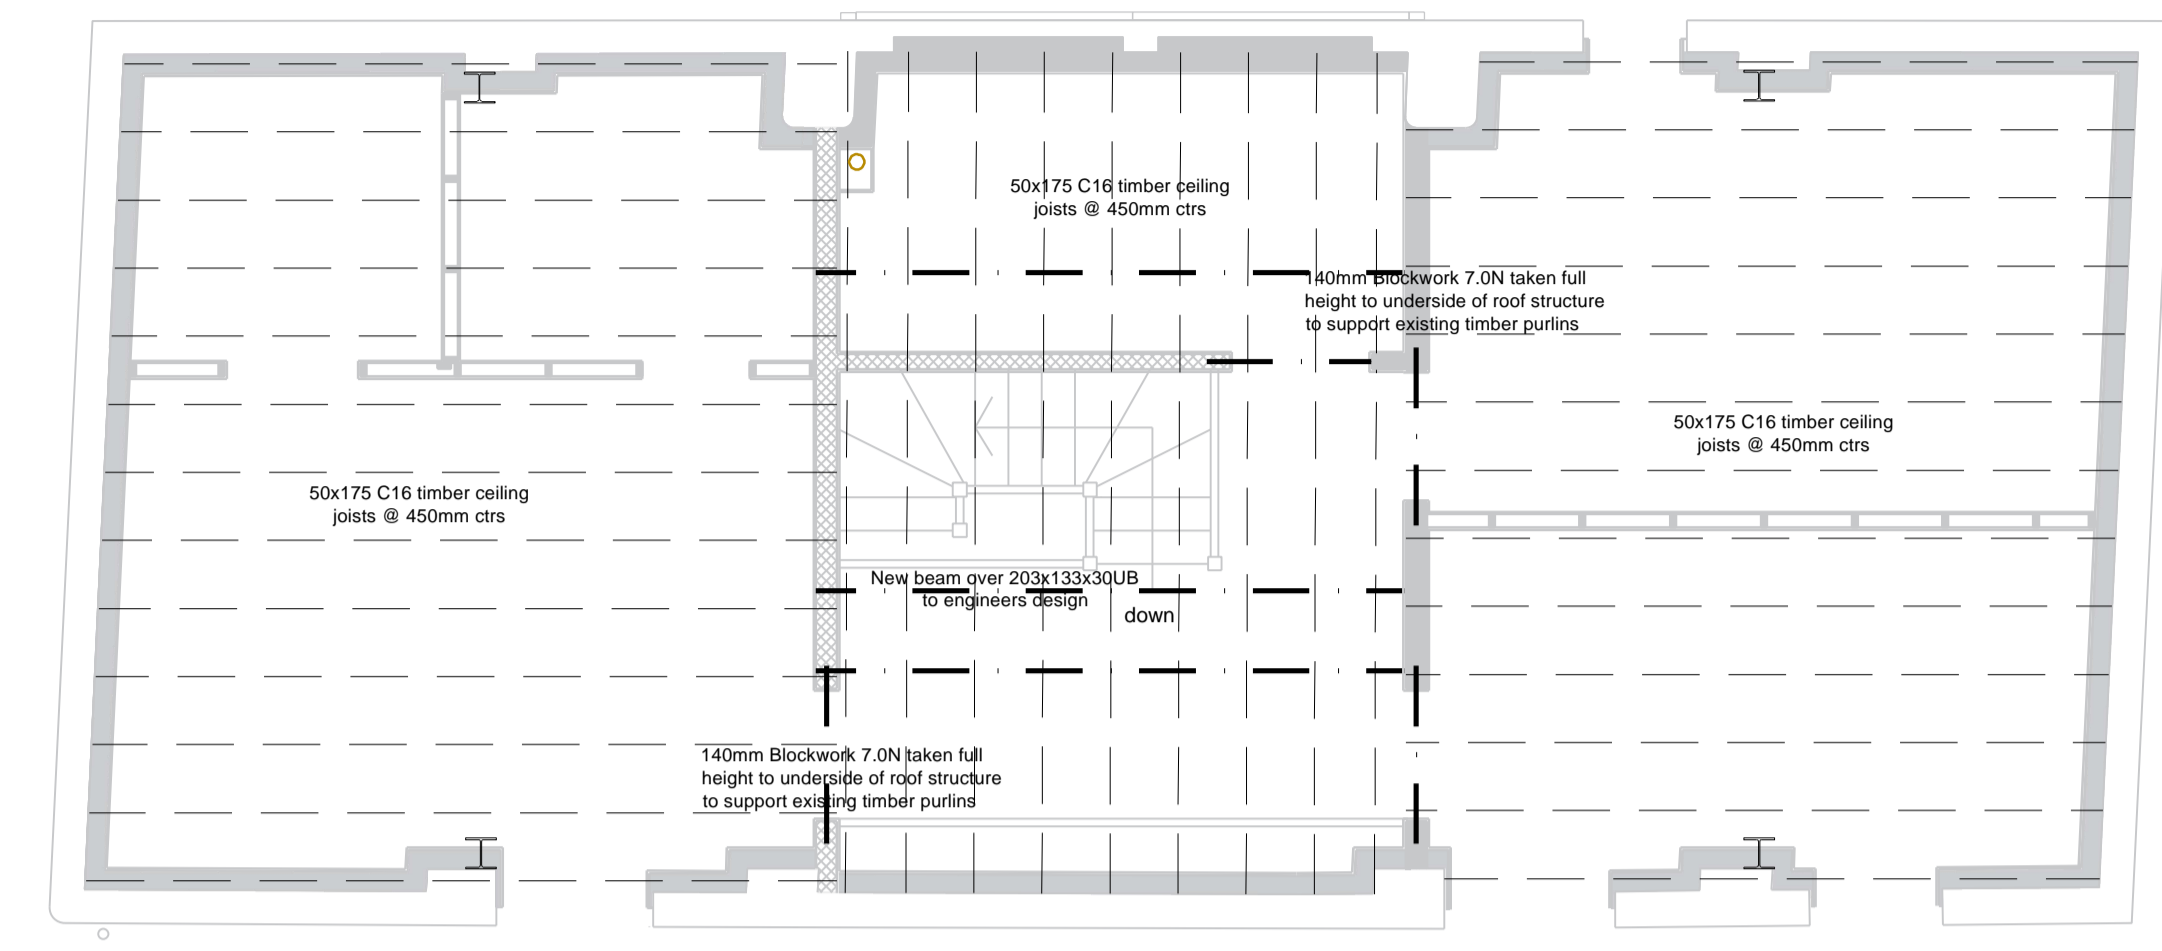 50x175 C16 timber ceiling
joists @ 450mm ctrs
140mm Blockwork 7.0N taken full
height to underside of roof structure
to support existing timber purlins
50x175 C16 timber ceiling
joists @ 450mm ctrs
50x175 C16 timber ceiling
joists @ 450mm ctrs
New beam over 203x133x30UB
to engineers design
down
140mm Blockwork 7.0N taken full
height to underside of roof structure
to support existing timber purlins